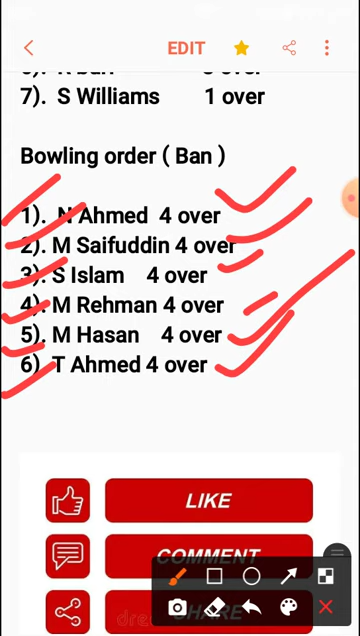 EDIT
7). S Williams 1 over
Bowling order ( Ban )
1). N Ahmed 4 over
2). M Saifuddin 4 over
3). S Islam 4 over
4). M Rehman 4 over
5). M Hasan 4 over
6). T Ahmed 4 over
LIKE
COMMENT
SHARE